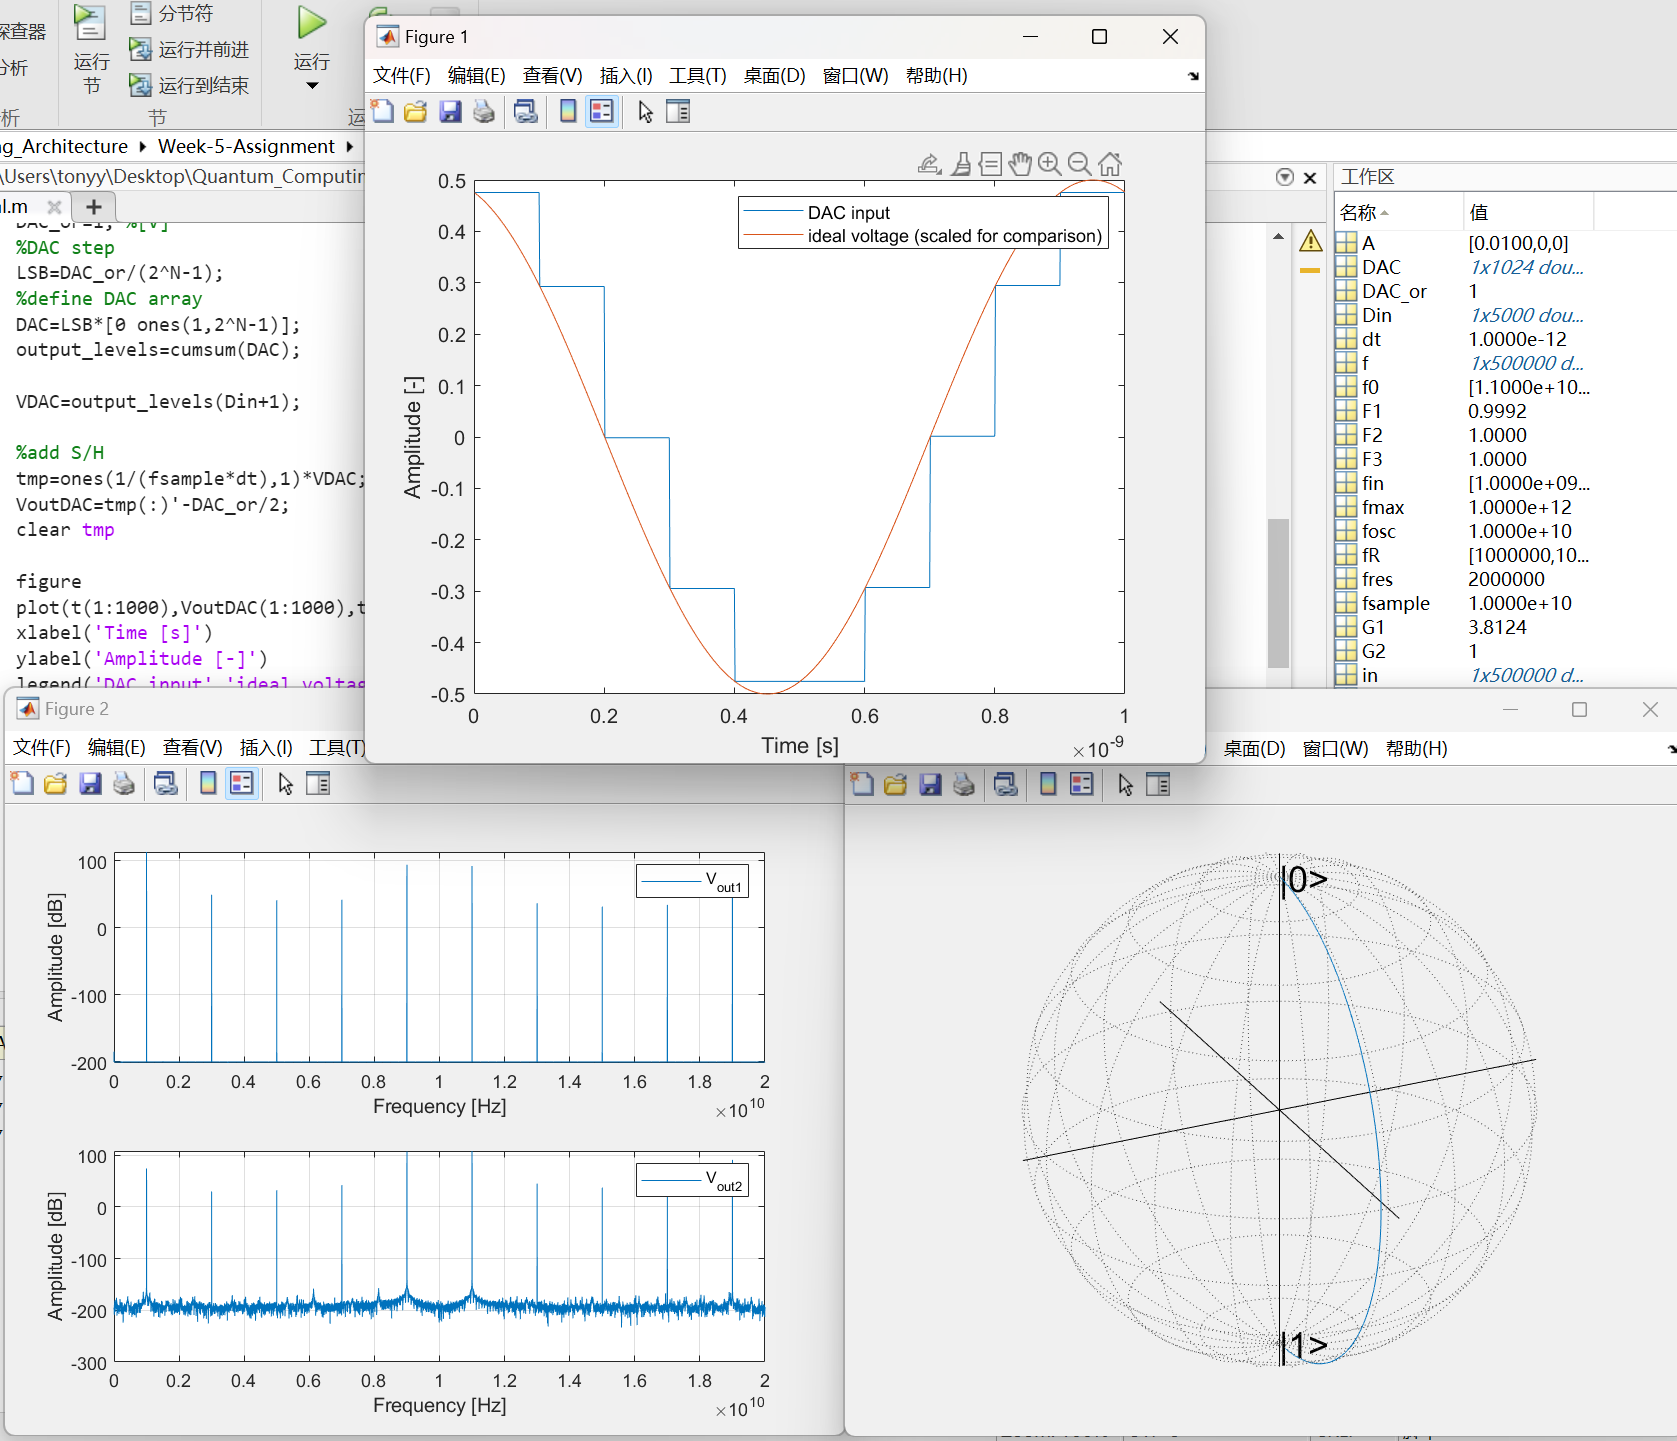 探查器
分析
析
运行
节
分节符
运行并前进
运行到结束
节
运行
运
Figure 1
文件(F) 编辑(E) 查看(V) 插入(I) 工具(T) 桌面(D) 窗口(W) 帮助(H)
g_Architecture Week-5-Assignment
\Users\tonyy\Desktop\Quantum_Computin
l.m
%DAC step
LSB=DAC_or/(2^N-1);
%define DAC array
DAC=LSB*[0 ones(1,2^N-1)];
output_levels=cumsum(DAC);
VDAC=output_levels(Din+1);
%add S/H
tmp=ones(1/(fsample*dt),1)*VDAC;
VoutDAC=tmp(:)'-DAC_or/2;
clear tmp
figure
plot(t(1:1000),VoutDAC(1:1000),t
xlabel('Time [s]')
ylabel('Amplitude [-]')
legend('DAC input','ideal voltag
0.5
0.4
0.3
0.2
0.1
0
-0.1
-0.2
-0.3
-0.4
-0.5
Amplitude [-]
DAC input
ideal voltage (scaled for comparison)
0 0.2 0.4 0.6 0.8 1
Time [s]
×10^-9
工作区
名称 值
A [0.0100,0,0]
DAC 1x1024 dou...
DAC_or 1
Din 1x5000 dou...
dt 1.0000e-12
f 1x500000 d...
f0 [1.1000e+10...
F1 0.9992
F2 1.0000
F3 1.0000
fin [1.0000e+09...
fmax 1.0000e+12
fosc 1.0000e+10
fR [1000000,10...
fres 2000000
fsample 1.0000e+10
G1 3.8124
G2 1
in 1x500000 d...
Figure 2
文件(F) 编辑(E) 查看(V) 插入(I) 工具(T)
100
0
-100
-200
Amplitude [dB]
V_out1
0 0.2 0.4 0.6 0.8 1 1.2 1.4 1.6 1.8 2
Frequency [Hz]
×10^10
100
0
-100
-200
-300
Amplitude [dB]
V_out2
0 0.2 0.4 0.6 0.8 1 1.2 1.4 1.6 1.8 2
Frequency [Hz]
×10^10
桌面(D) 窗口(W) 帮助(H)
|0>
|1>